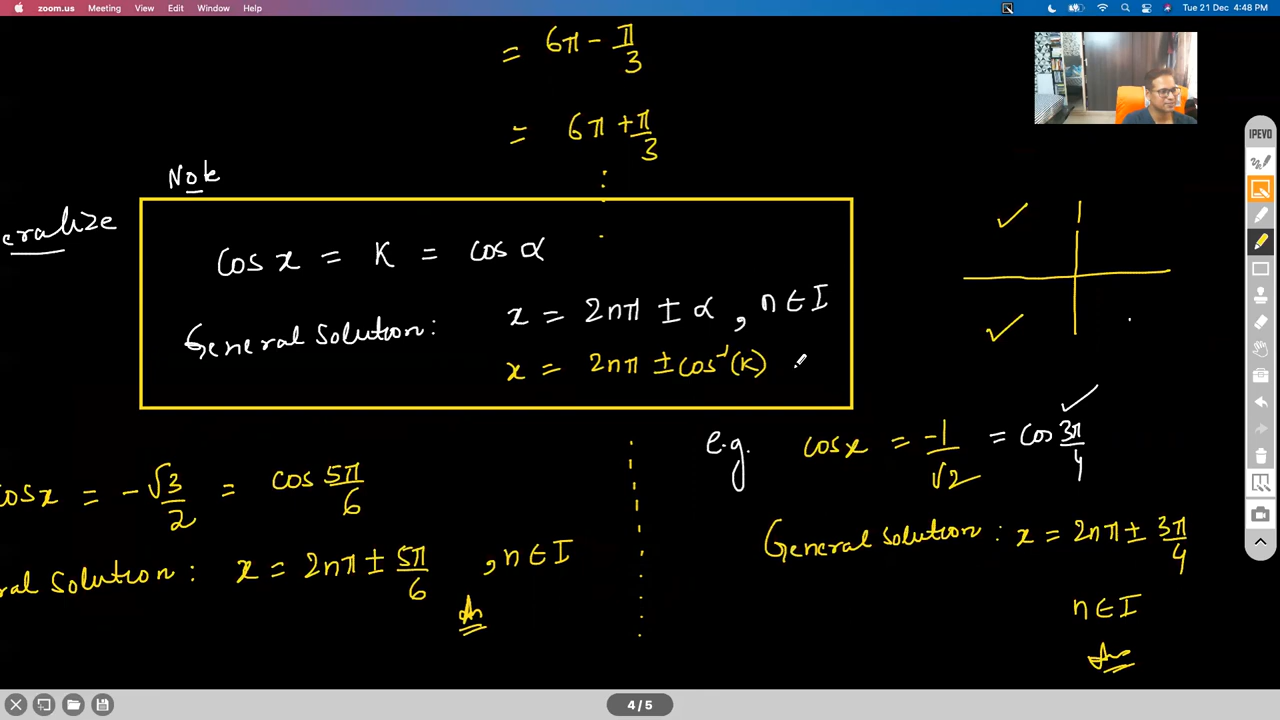 zoom.us Meeting View Edit Window Help Tue 21 Dec 4:48 PM
= 6π - π/3
= 6π + π/3
⋮
IPEVO
Note
eralize
Cos x = K = cos α
General solution: x = 2nπ ± α, n ∈ I
x = 2nπ ± cos⁻¹(K)
e.g. cos x = -1/√2 = cos 3π/4
General solution: x = 2nπ ± 3π/4
n ∈ I
Ans
cos x = -√3/2 = cos 5π/6
ral solution: x = 2nπ ± 5π/6, n ∈ I
An
4/5